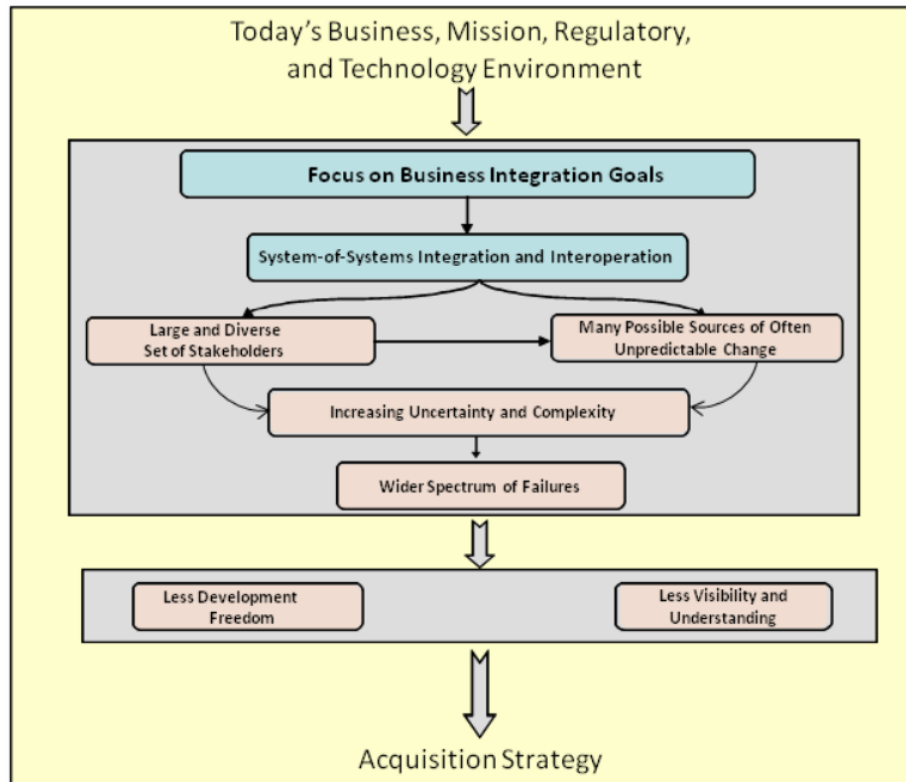 Today’s Business, Mission, Regulatory,
and Technology Environment
Focus on Business Integration Goals
System-of-Systems Integration and Interoperation
Large and Diverse
Set of Stakeholders
Many Possible Sources of Often
Unpredictable Change
Increasing Uncertainty and Complexity
Wider Spectrum of Failures
Less Development
Freedom
Less Visibility and
Understanding
Acquisition Strategy